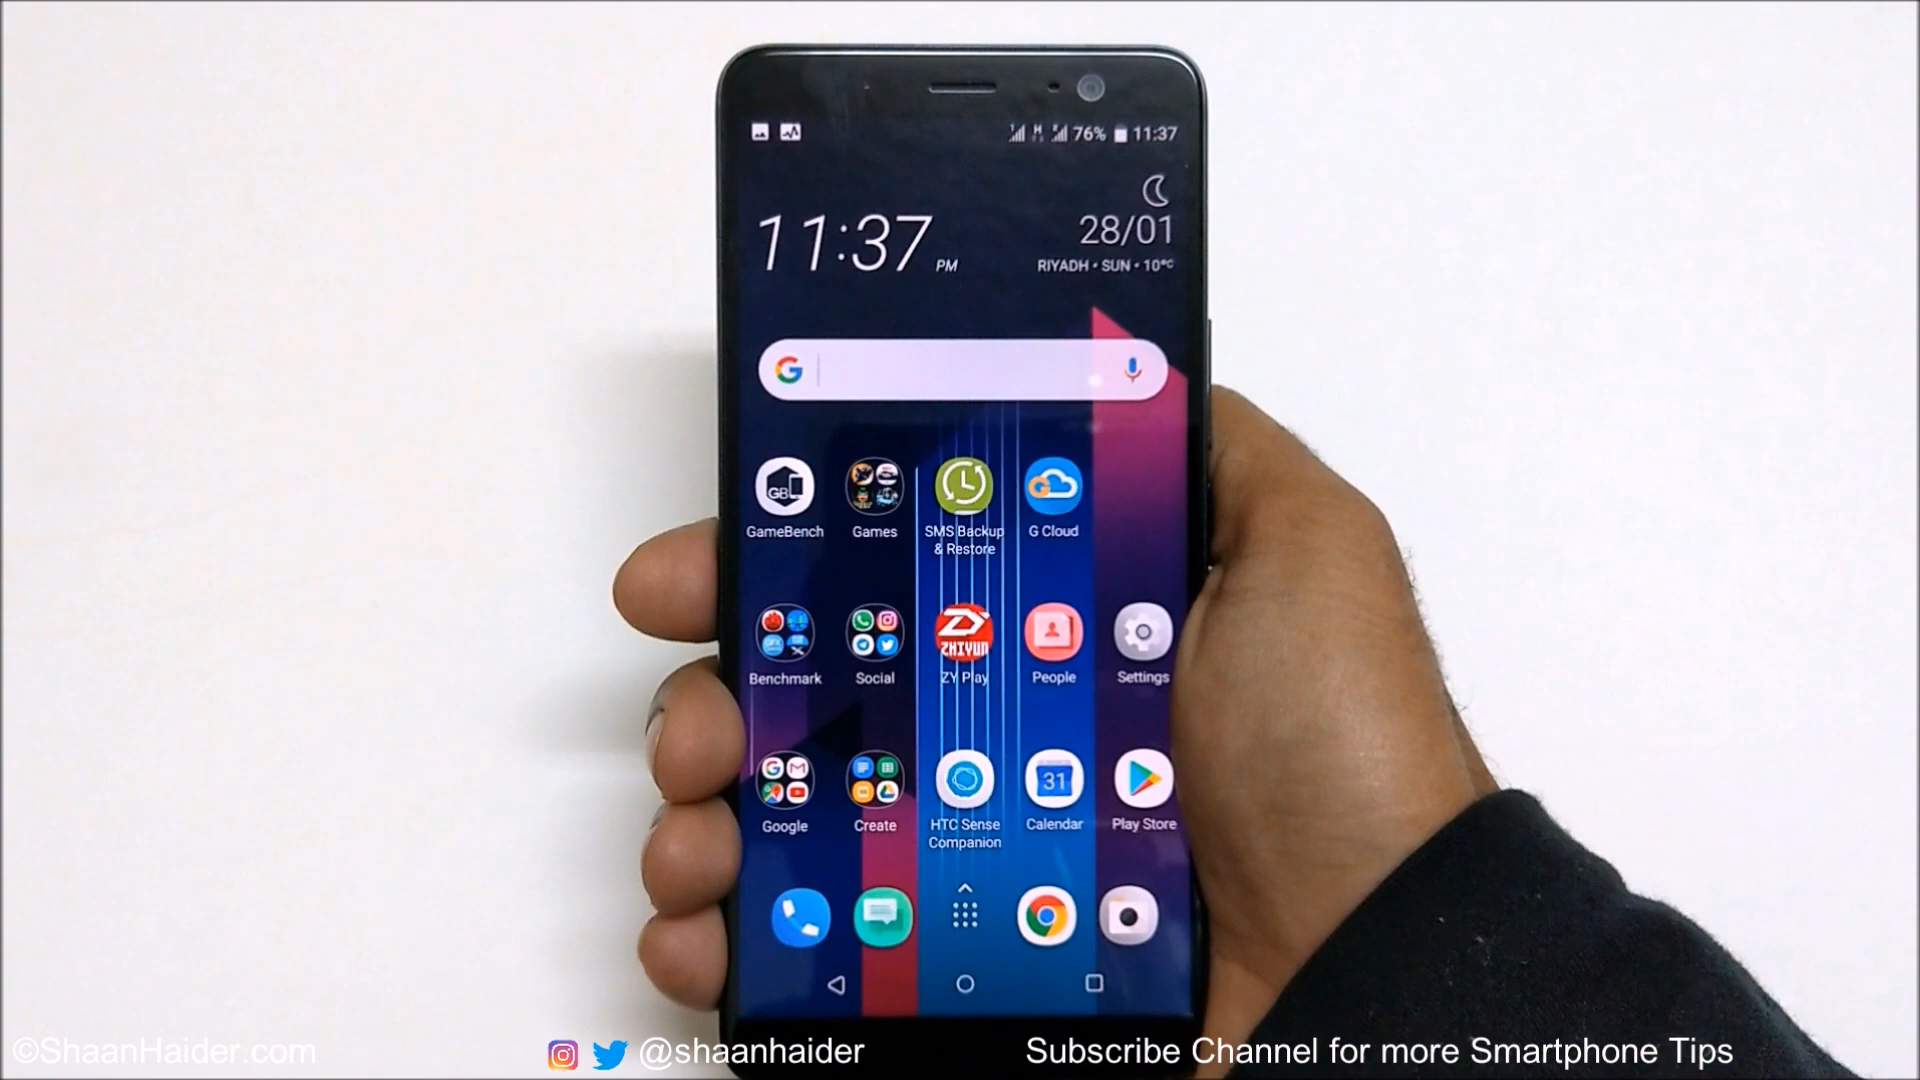 76% 11:37
11:37 PM
28/01
RIYADH • SUN • 10°C
GameBench Games SMS Backup & Restore G Cloud
ZHIYUN
Benchmark Social ZY Play People Settings
31
Google Create HTC Sense Companion Calendar Play Store
©ShaanHaider.com @shaanhaider Subscribe Channel for more Smartphone Tips